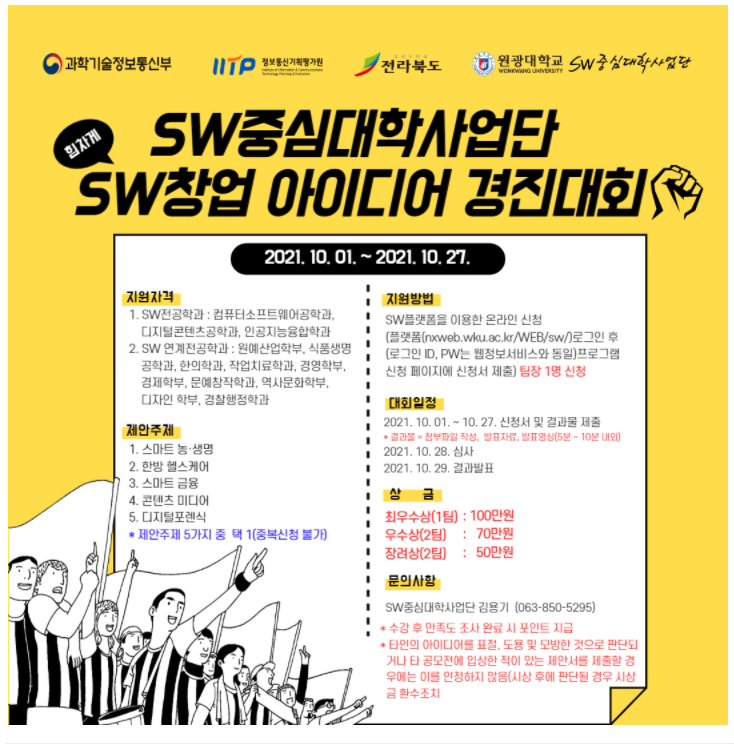 과학기술정보통신부
IITP 정보통신기획평가원
Institute of Information & Communications
Technology Planning & Evaluation
전라북도
원광대학교
WONKWANG UNIVERSITY
SW중심대학사업단
힘차게
SW중심대학사업단
SW창업 아이디어 경진대회
2021. 10. 01. ~ 2021. 10. 27.
지원자격
1. SW전공학과 : 컴퓨터소프트웨어공학과,
디지털콘텐츠공학과, 인공지능융합학과
2. SW 연계전공학과 : 원예산업학부, 식품생명
공학과, 한의학과, 작업치료학과, 경영학부,
경제학부, 문예창작학과, 역사문화학부,
디자인 학부, 경찰행정학과
제안주제
1. 스마트 농·생명
2. 한방 헬스케어
3. 스마트 금융
4. 콘텐츠 미디어
5. 디지털포렌식
* 제안주제 5가지 중 택 1(중복신청 불가)
지원방법
SW플랫폼을 이용한 온라인 신청
(플랫폼(nxweb.wku.ac.kr/WEB/sw/)로그인 후
(로그인 ID, PW는 웹정보서비스와 동일)프로그램
신청 페이지에 신청서 제출) 팀장 1명 신청
대회일정
2021. 10. 01. ~ 10. 27. 신청서 및 결과물 제출
* 결과물 = 첨부파일 작성, 발표자료, 발표영상(5분 ~ 10분 내외)
2021. 10. 28. 심사
2021. 10. 29. 결과발표
상 금
최우수상(1팀) : 100만원
우수상(2팀) : 70만원
장려상(2팀) : 50만원
문의사항
SW중심대학사업단 김용기 (063-850-5295)
* 수강 후 만족도 조사 완료 시 포인트 지급
* 타인의 아이디어를 표절, 도용 및 모방한 것으로 판단되
거나 타 공모전에 입상한 적이 있는 제안서를 제출할 경
우에는 이를 인정하지 않음(시상 후에 판단될 경우 시상
금 환수조치